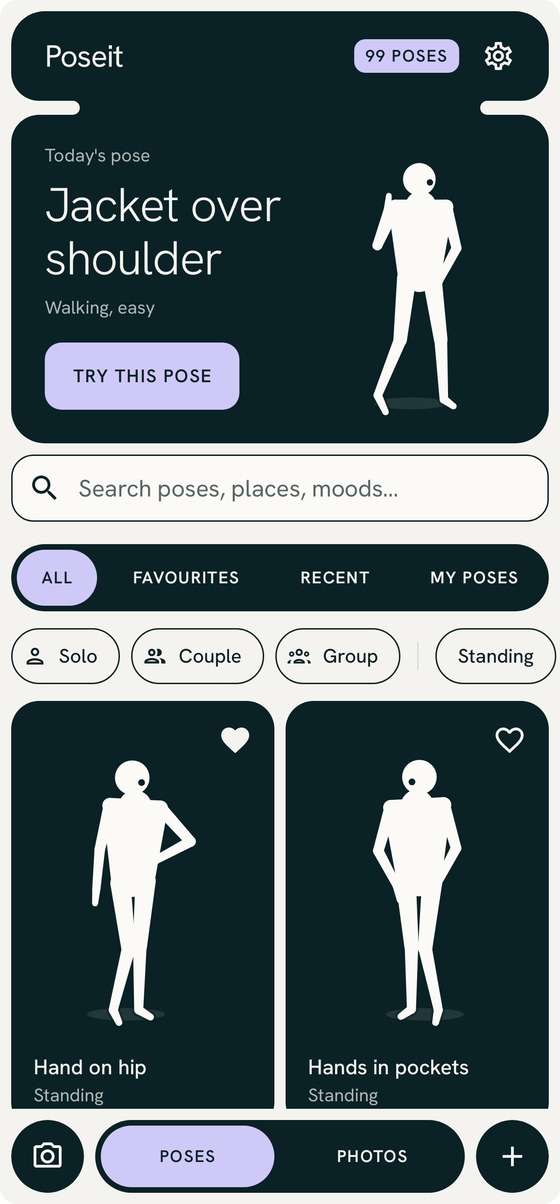 Poseit
99 POSES
Today's pose
Jacket over
shoulder
Walking, easy
TRY THIS POSE
Search poses, places, moods...
ALL FAVOURITES RECENT MY POSES
Solo Couple Group Standing
Hand on hip Hands in pockets
Standing Standing
POSES PHOTOS